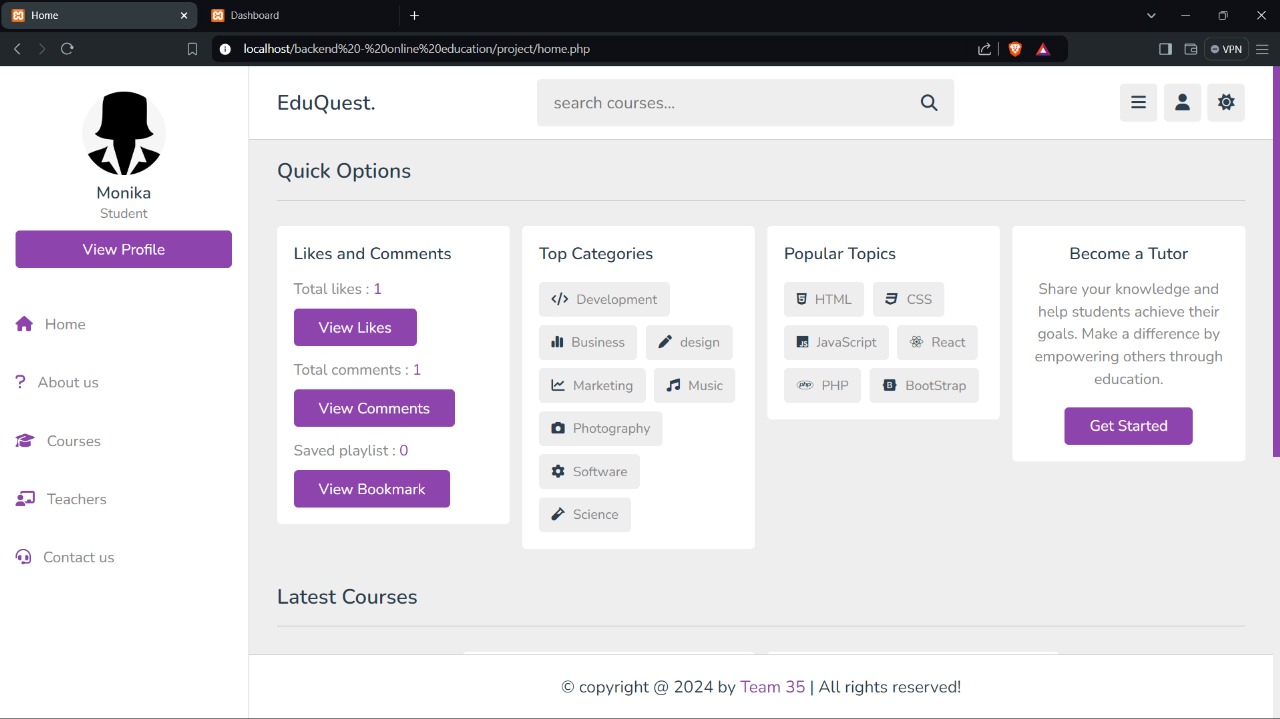 Home
Dashboard
localhost/backend%20-%20online%20education/project/home.php
VPN
Monika
Student
View Profile
Home
? About us
Courses
Teachers
Contact us
EduQuest.
search courses...
Quick Options
Likes and Comments
Total likes : 1
View Likes
Total comments : 1
View Comments
Saved playlist : 0
View Bookmark
Top Categories
</> Development
Business
design
Marketing
Music
Photography
Software
Science
Popular Topics
HTML
CSS
JS JavaScript
React
php PHP
B BootStrap
Become a Tutor
Share your knowledge and
help students achieve their
goals. Make a difference by
empowering others through
education.
Get Started
Latest Courses
© copyright @ 2024 by Team 35 | All rights reserved!